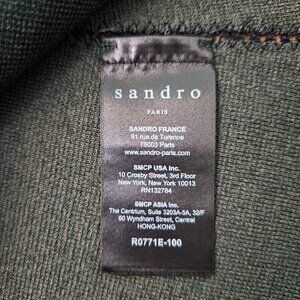 sandro
PARIS
SANDRO FRANCE
61 rue de Turenne
75003 Paris
www.sandro-paris.com
SMCP USA Inc.
10 Crosby Street, 3rd Floor
New York, New York 10013
RN132784
SMCP ASIA Inc.
The Centrium, Suite 3203A-5A, 32/F
60 Wyndham Street, Central
HONG-KONG
R0771E-100